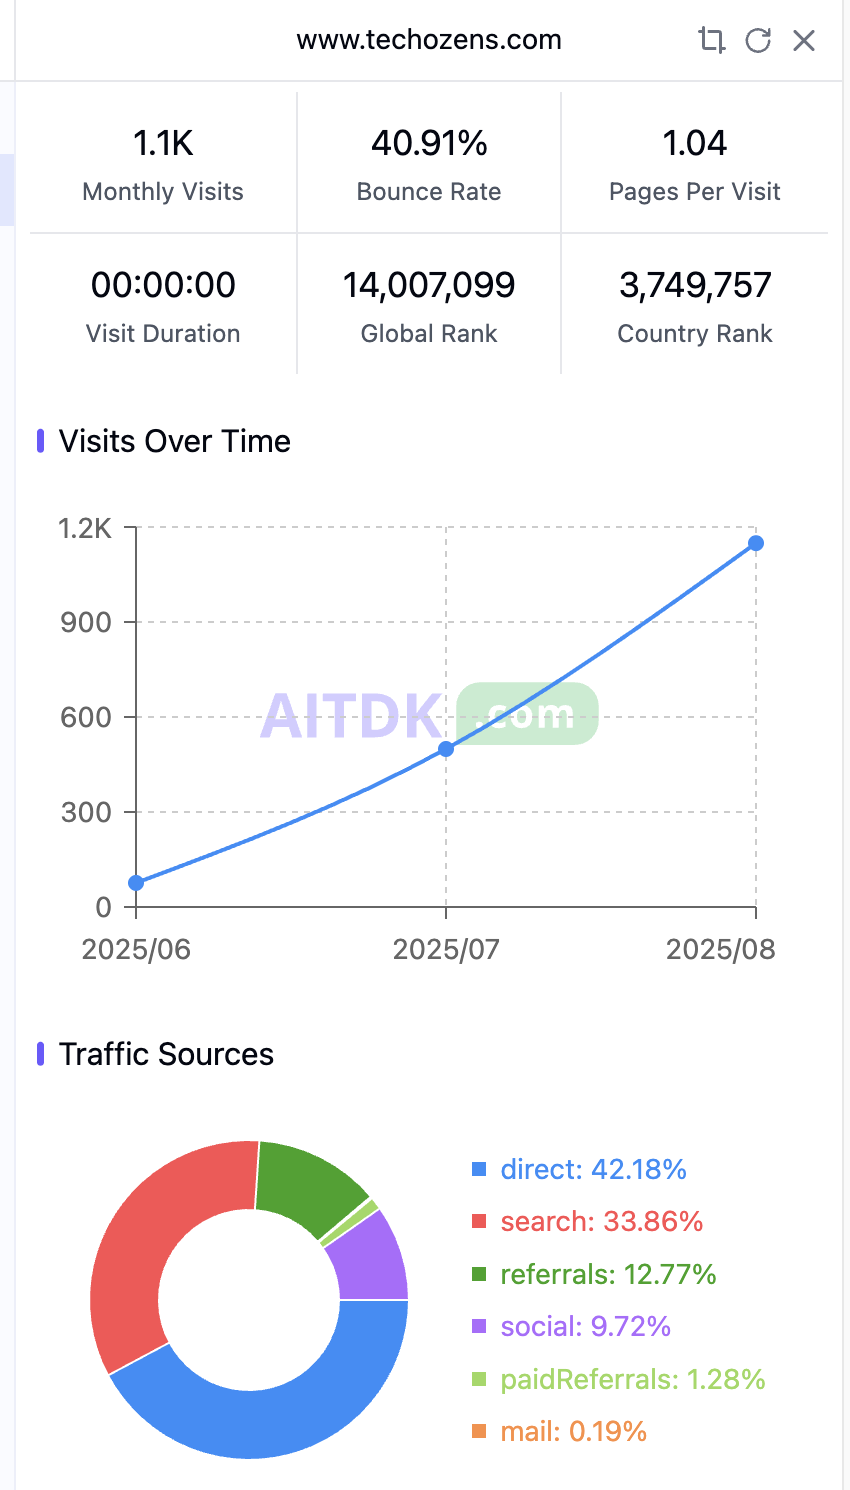 www.techozens.com
1.1K
Monthly Visits
40.91%
Bounce Rate
1.04
Pages Per Visit
00:00:00
Visit Duration
14,007,099
Global Rank
3,749,757
Country Rank
Visits Over Time
1.2K
900
600
300
0
AITDK .com
2025/06
2025/07
2025/08
Traffic Sources
direct: 42.18%
search: 33.86%
referrals: 12.77%
social: 9.72%
paidReferrals: 1.28%
mail: 0.19%